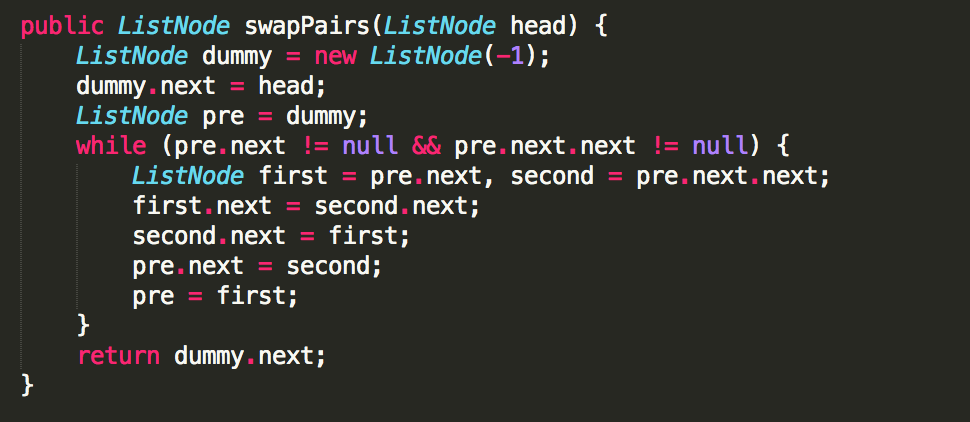 public ListNode swapPairs(ListNode head) {
    ListNode dummy = new ListNode(-1);
    dummy.next = head;
    ListNode pre = dummy;
    while (pre.next != null && pre.next.next != null) {
        ListNode first = pre.next, second = pre.next.next;
        first.next = second.next;
        second.next = first;
        pre.next = second;
        pre = first;
    }
    return dummy.next;
}